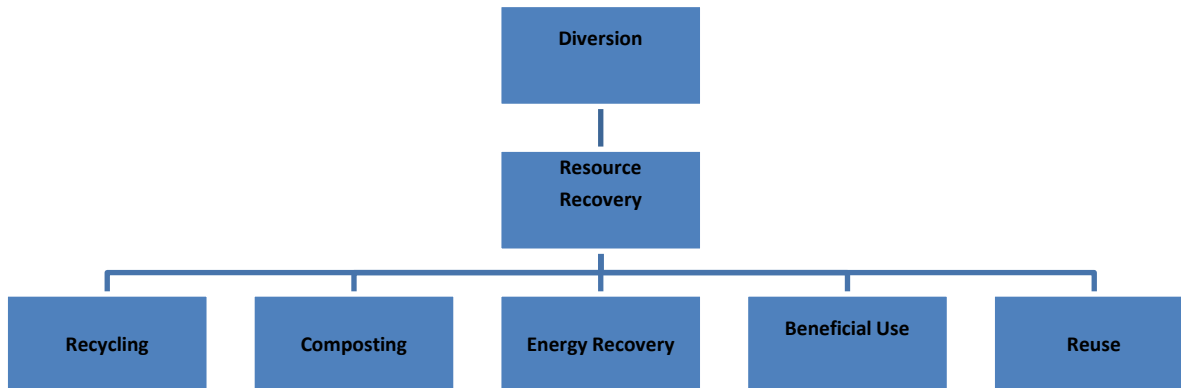 Diversion
Resource
Recovery
Recycling
Composting
Energy Recovery
Beneficial Use
Reuse